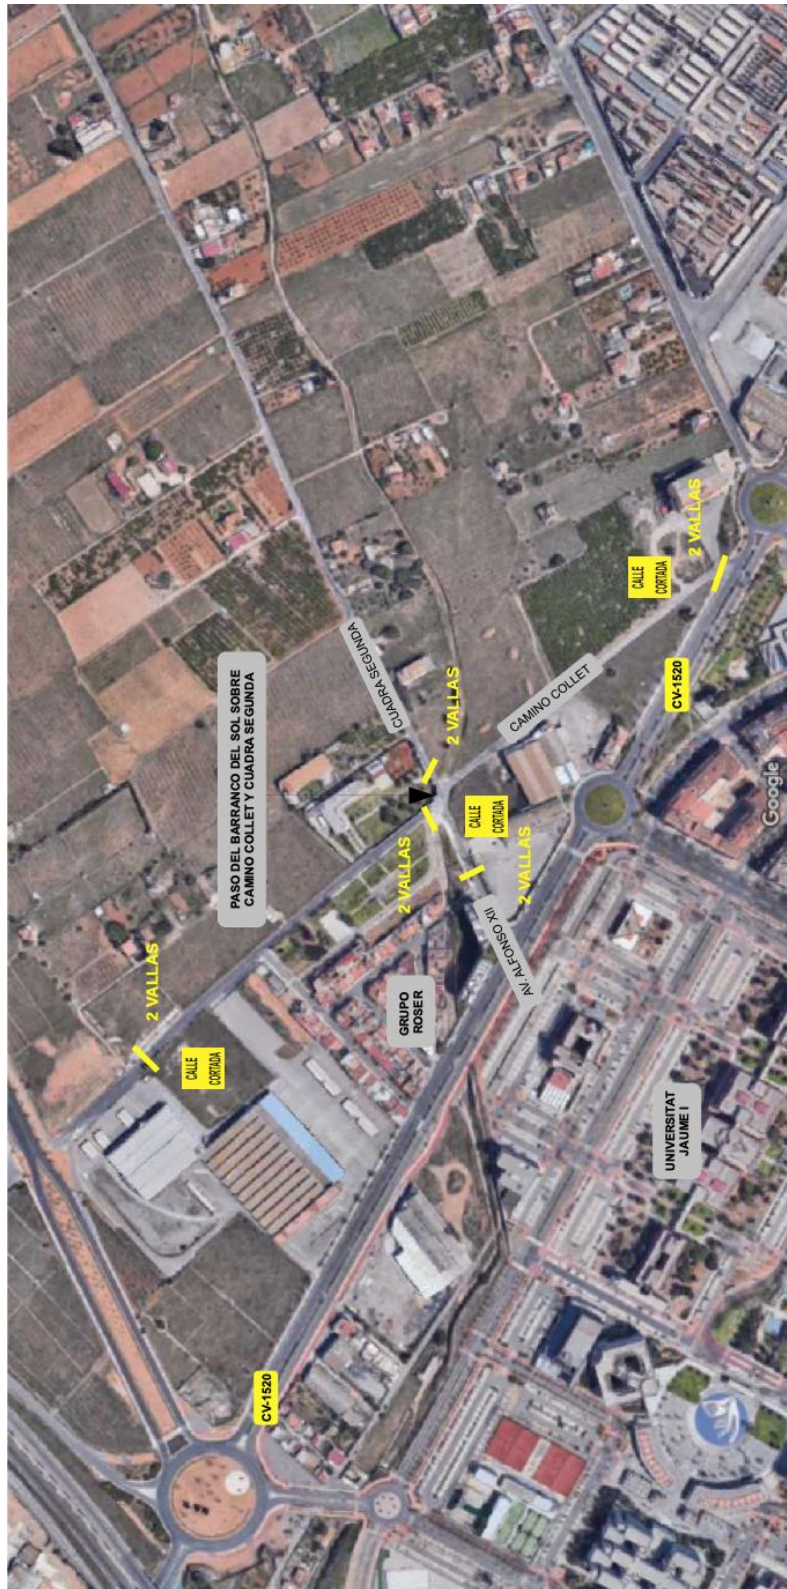 2 VALLAS
CALLE
CORTADA
PASO DEL BARRANCO DEL SOL SOBRE
CAMINO COLLET Y CUADRA SEGUNDA
CV-1520
CUADRA SEGUNDA
2 VALLAS
GRUPO
ROSER
2 VALLAS
CALLE
CORTADA
AV. ALFONSO XII
2 VALLAS
CAMINO COLLET
CALLE
CORTADA
CV-1520
2 VALLAS
UNIVERSITAT
JAUME I
Google